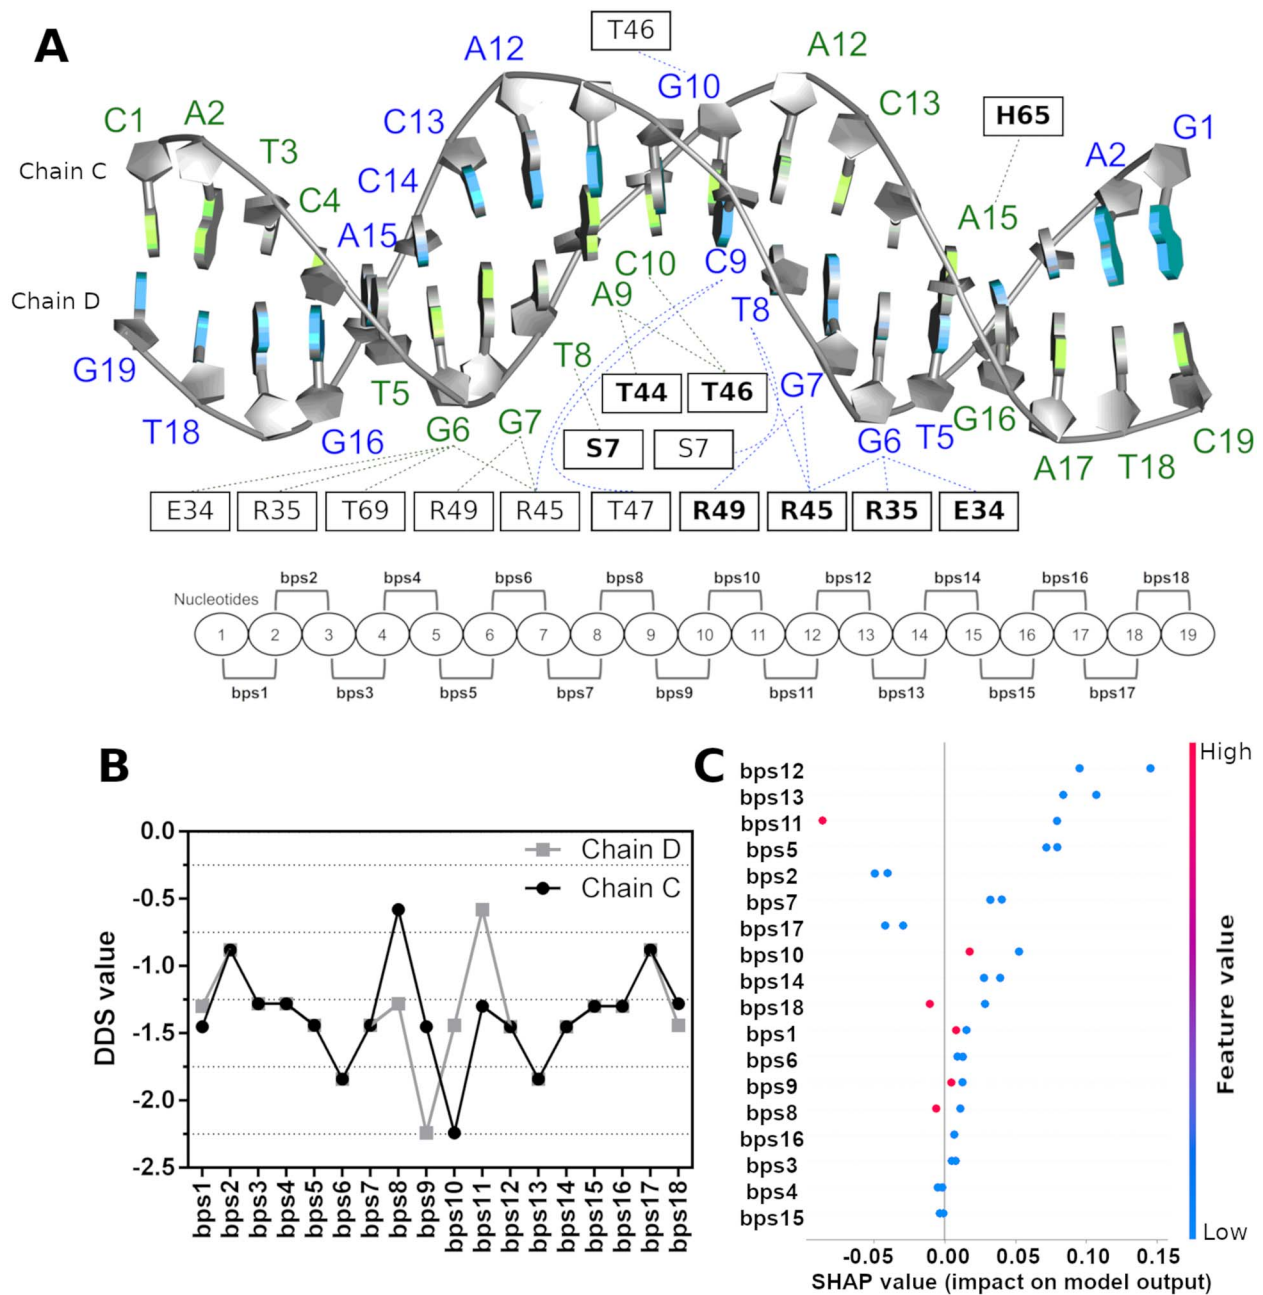 A
T46
A12
A12
G10
C1
A2
C13
C13
H65
G1
T3
A2
Chain C
C14
C4
A15
A15
C10
C9
Chain D
A9
T8
G19
T8
T5
T44
T46
G7
G16
T18
G16
G6
G7
S7
S7
G6
T5
C19
A17
T18
E34
R35
T69
R49
R45
T47
R49
R45
R35
E34
bps2
bps4
bps6
bps8
bps10
bps12
bps14
bps16
bps18
Nucleotides
1
2
3
4
5
6
7
8
9
10
11
12
13
14
15
16
17
18
19
bps1
bps3
bps5
bps7
bps9
bps11
bps13
bps15
bps17
B
0.0
-0.5
-1.0
-1.5
-2.0
-2.5
DDS value
Chain D
Chain C
bps1
bps2
bps3
bps4
bps5
bps6
bps7
bps8
bps9
bps10
bps11
bps12
bps13
bps14
bps15
bps16
bps17
bps18
C
bps12
bps13
bps11
bps5
bps2
bps7
bps17
bps10
bps14
bps18
bps1
bps6
bps9
bps8
bps16
bps3
bps4
bps15
-0.05
0.00
0.05
0.10
0.15
SHAP value (impact on model output)
High
Feature value
Low